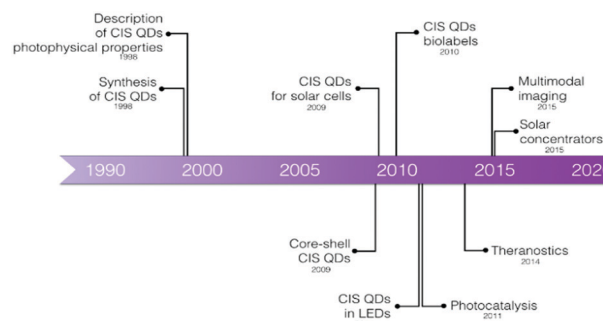 Description
of CIS QDs
photophysical properties
1998
Synthesis
of CIS QDs
1998
CIS QDs
for solar cells
2009
CIS QDs
biolabels
2010
Multimodal
imaging
2015
Solar
concentrators
2015
1990 2000 2005 2010 2015 202
Core-shell
CIS QDs
2009
Theranostics
2014
CIS QDs
in LEDs
Photocatalysis
2011